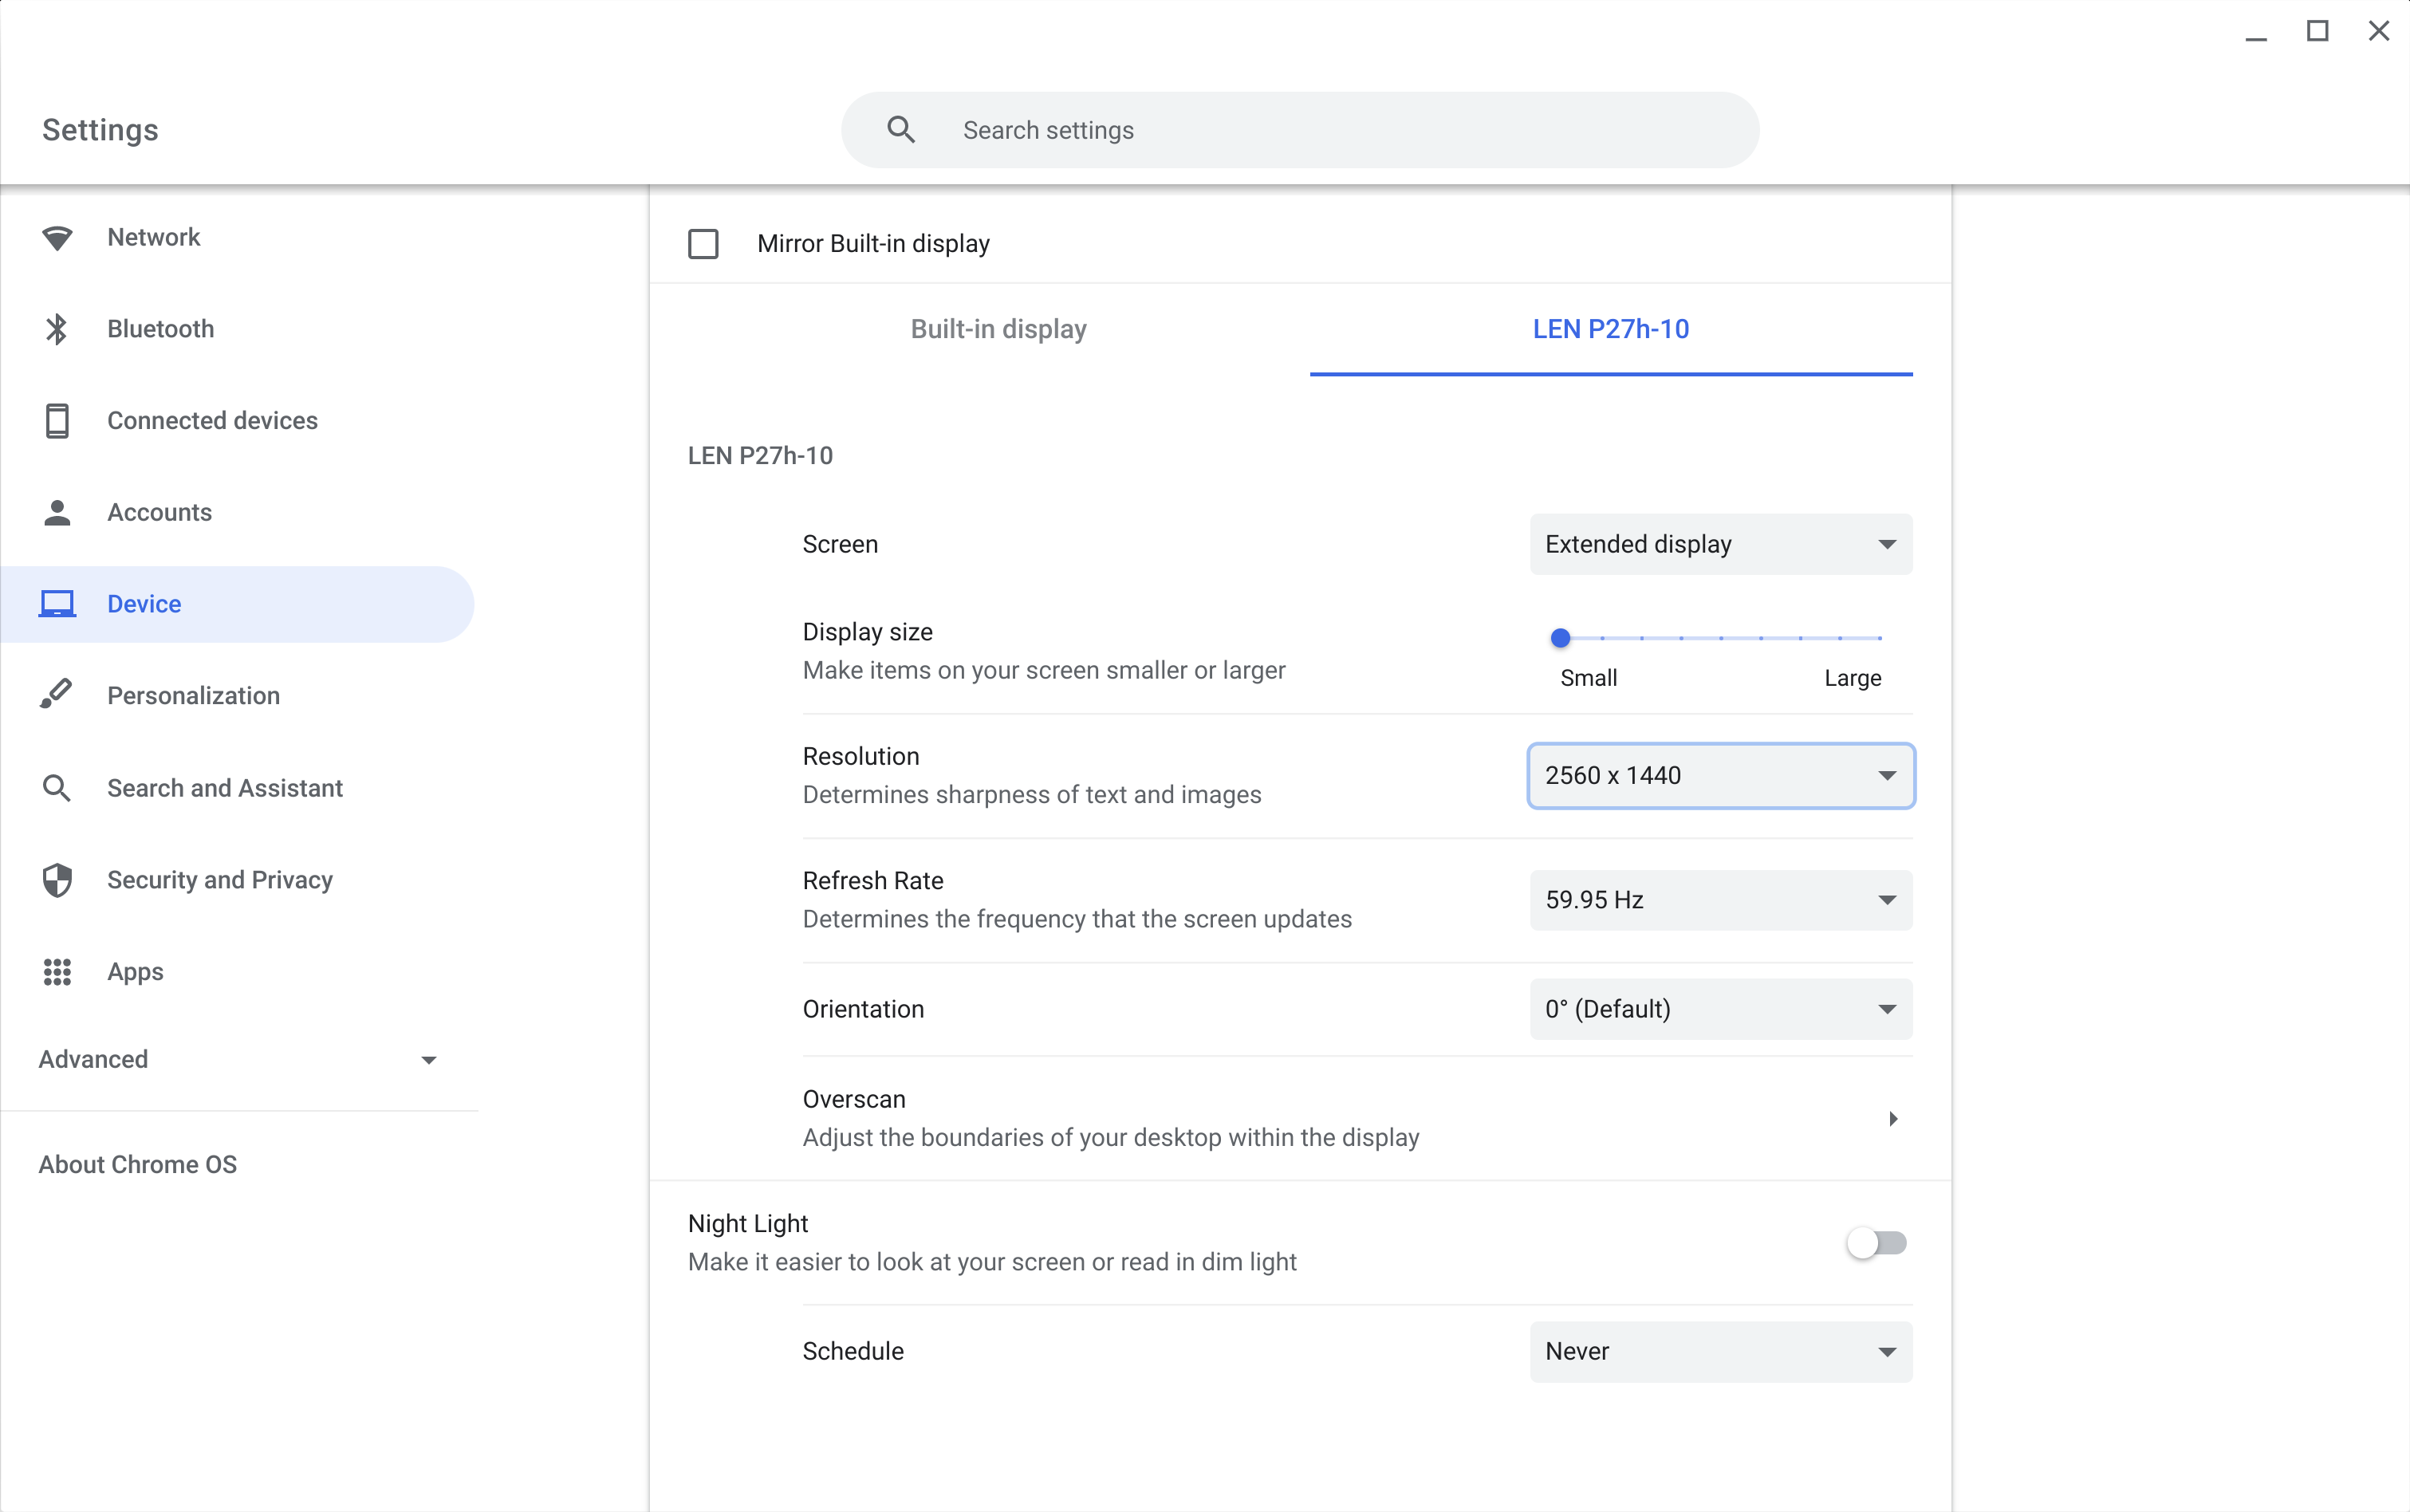 Settings
Search settings
Network
Bluetooth
Connected devices
Accounts
Device
Personalization
Search and Assistant
Security and Privacy
Apps
Advanced
About Chrome OS
Mirror Built-in display
Built-in display
LEN P27h-10
LEN P27h-10
Screen
Extended display
Display size
Make items on your screen smaller or larger
Small
Large
Resolution
Determines sharpness of text and images
2560 x 1440
Refresh Rate
Determines the frequency that the screen updates
59.95 Hz
Orientation
0° (Default)
Overscan
Adjust the boundaries of your desktop within the display
Night Light
Make it easier to look at your screen or read in dim light
Schedule
Never